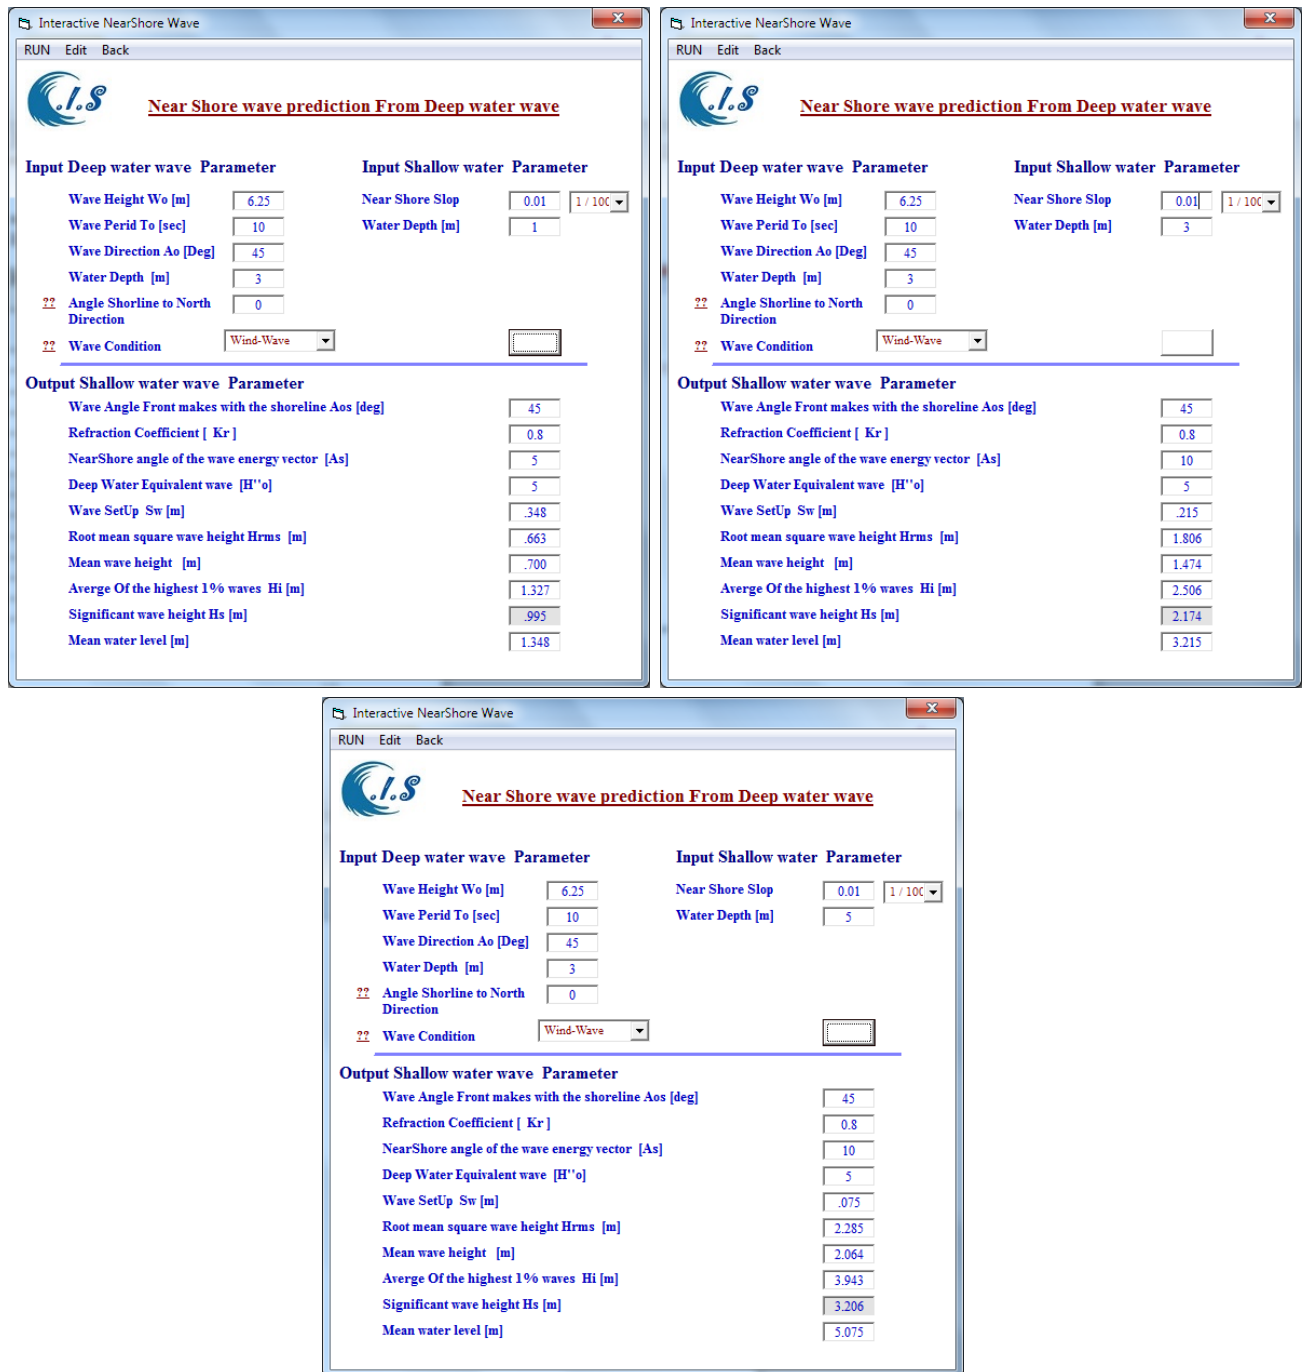 Interactive NearShore Wave
RUN Edit Back
C.I.S
Near Shore wave prediction From Deep water wave
Input Deep water wave Parameter Input Shallow water Parameter
Wave Height Wo [m] 6.25 Near Shore Slop 0.01 1 / 100
Wave Perid To [sec] 10 Water Depth [m] 1
Wave Direction Ao [Deg] 45
Water Depth [m] 3
?? Angle Shorline to North 0
Direction
?? Wave Condition Wind-Wave
Output Shallow water wave Parameter
Wave Angle Front makes with the shoreline Aos [deg] 45
Refraction Coefficient [ Kr ] 0.8
NearShore angle of the wave energy vector [As] 5
Deep Water Equivalent wave [H''o] 5
Wave SetUp Sw [m] .348
Root mean square wave height Hrms [m] .663
Mean wave height [m] .700
Averge Of the highest 1% waves Hi [m] 1.327
Significant wave height Hs [m] .995
Mean water level [m] 1.348
Interactive NearShore Wave
RUN Edit Back
C.I.S
Near Shore wave prediction From Deep water wave
Input Deep water wave Parameter Input Shallow water Parameter
Wave Height Wo [m] 6.25 Near Shore Slop 0.01 1 / 100
Wave Perid To [sec] 10 Water Depth [m] 3
Wave Direction Ao [Deg] 45
Water Depth [m] 3
?? Angle Shorline to North 0
Direction
?? Wave Condition Wind-Wave
Output Shallow water wave Parameter
Wave Angle Front makes with the shoreline Aos [deg] 45
Refraction Coefficient [ Kr ] 0.8
NearShore angle of the wave energy vector [As] 10
Deep Water Equivalent wave [H''o] 5
Wave SetUp Sw [m] .215
Root mean square wave height Hrms [m] 1.806
Mean wave height [m] 1.474
Averge Of the highest 1% waves Hi [m] 2.506
Significant wave height Hs [m] 2.174
Mean water level [m] 3.215
Interactive NearShore Wave
RUN Edit Back
C.I.S
Near Shore wave prediction From Deep water wave
Input Deep water wave Parameter Input Shallow water Parameter
Wave Height Wo [m] 6.25 Near Shore Slop 0.01 1 / 100
Wave Perid To [sec] 10 Water Depth [m] 5
Wave Direction Ao [Deg] 45
Water Depth [m] 3
?? Angle Shorline to North 0
Direction
?? Wave Condition Wind-Wave
Output Shallow water wave Parameter
Wave Angle Front makes with the shoreline Aos [deg] 45
Refraction Coefficient [ Kr ] 0.8
NearShore angle of the wave energy vector [As] 10
Deep Water Equivalent wave [H''o] 5
Wave SetUp Sw [m] .075
Root mean square wave height Hrms [m] 2.285
Mean wave height [m] 2.064
Averge Of the highest 1% waves Hi [m] 3.943
Significant wave height Hs [m] 3.206
Mean water level [m] 5.075